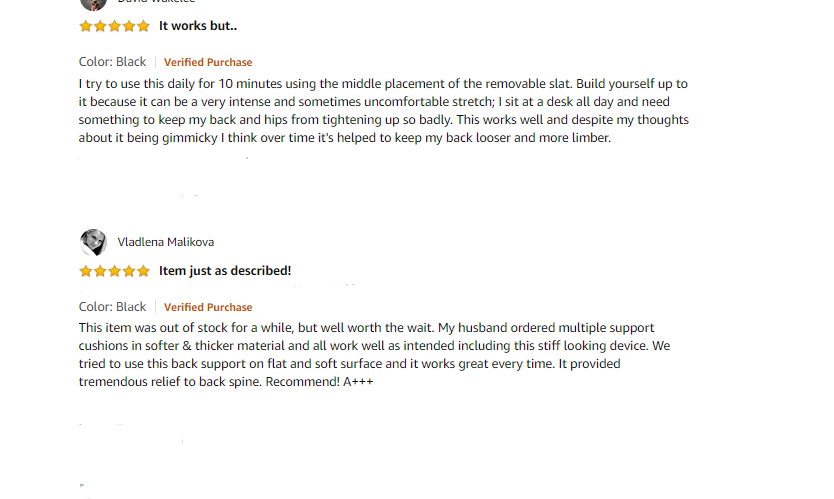 It works but..
Color: Black | Verified Purchase
I try to use this daily for 10 minutes using the middle placement of the removable slat. Build yourself up to
it because it can be a very intense and sometimes uncomfortable stretch; I sit at a desk all day and need
something to keep my back and hips from tightening up so badly. This works well and despite my thoughts
about it being gimmicky I think over time it's helped to keep my back looser and more limber.
Vladlena Malikova
Item just as described!
Color: Black | Verified Purchase
This item was out of stock for a while, but well worth the wait. My husband ordered multiple support
cushions in softer & thicker material and all work well as intended including this stiff looking device. We
tried to use this back support on flat and soft surface and it works great every time. It provided
tremendous relief to back spine. Recommend! A+++